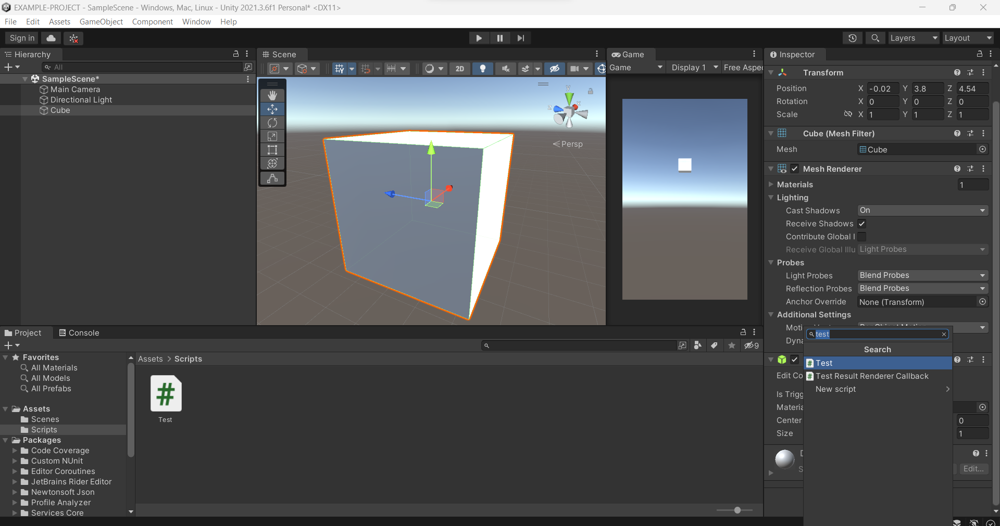 EXAMPLE-PROJECT - SampleScene - Windows, Mac, Linux - Unity 2021.3.6f1 Personal* <DX11>
File Edit Assets GameObject Component Window Help
Sign in
Layers
Layout
Hierarchy
All
SampleScene*
Main Camera
Directional Light
Cube
Scene
2D
y
x
z
Persp
Game
Game Display 1 Free Aspec
Inspector
Transform
Position X -0.02 Y 3.8 Z 4.54
Rotation X 0 Y 0 Z 0
Scale X 1 Y 1 Z 1
Cube (Mesh Filter)
Mesh Cube
Mesh Renderer
Materials 1
Lighting
Cast Shadows On
Receive Shadows
Contribute Global I
Receive Global Illu Light Probes
Probes
Light Probes Blend Probes
Reflection Probes Blend Probes
Anchor Override None (Transform)
Additional Settings
Moti
Dyna
test
Search
Test
Test Result Renderer Callback
New script
Edit Co
Is Trigg
Materia
Center 0
Size 1
Edit...
Project Console
9
Favorites
All Materials
All Models
All Prefabs
Assets
Scenes
Scripts
Packages
Code Coverage
Custom NUnit
Editor Coroutines
JetBrains Rider Editor
Newtonsoft Json
Profile Analyzer
Services Core
Assets > Scripts
Test